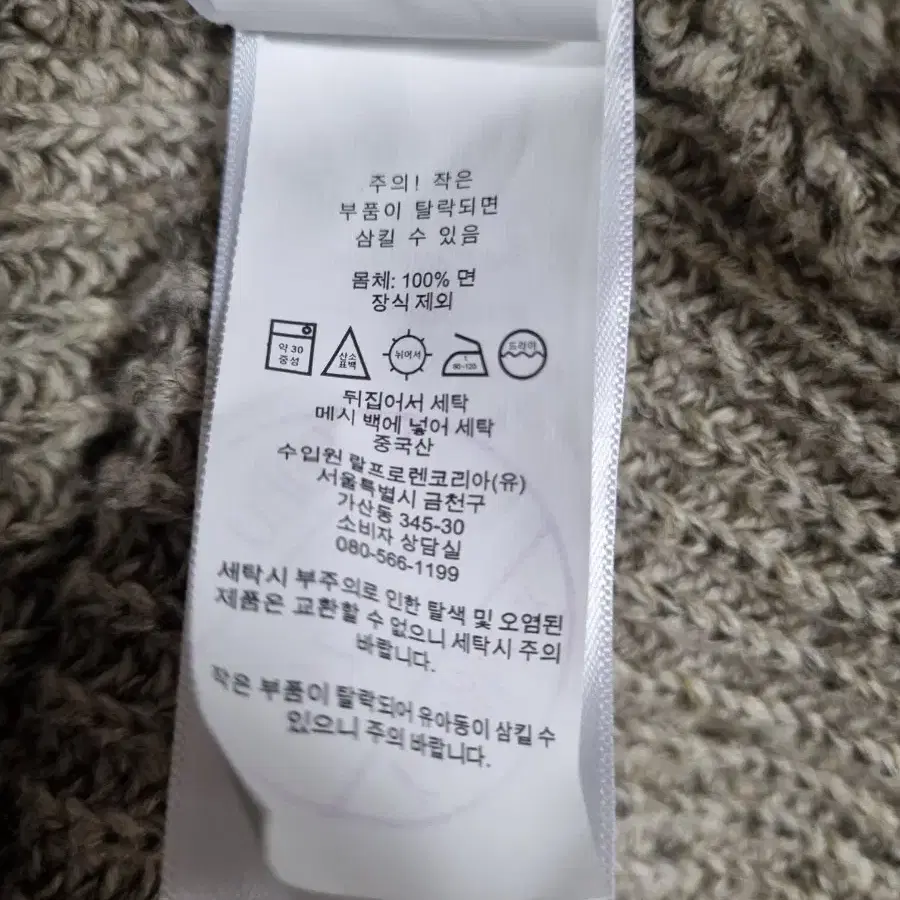 주의! 작은
부품이 탈락되면
삼킬 수 있음
몸체: 100% 면
장식 제외
약 30
중성
산소
표백
뉘어서
80-120
드라이
뒤집어서 세탁
메시 백에 넣어 세탁
중국산
수입원 랄프로렌코리아(유)
서울특별시 금천구
가산동 345-30
소비자 상담실
080-566-1199
세탁시 부주의로 인한 탈색 및 오염된
제품은 교환할 수 없으니 세탁시 주의
바랍니다.
작은 부품이 탈락되어 유아동이 삼킬 수
있으니 주의 바랍니다.